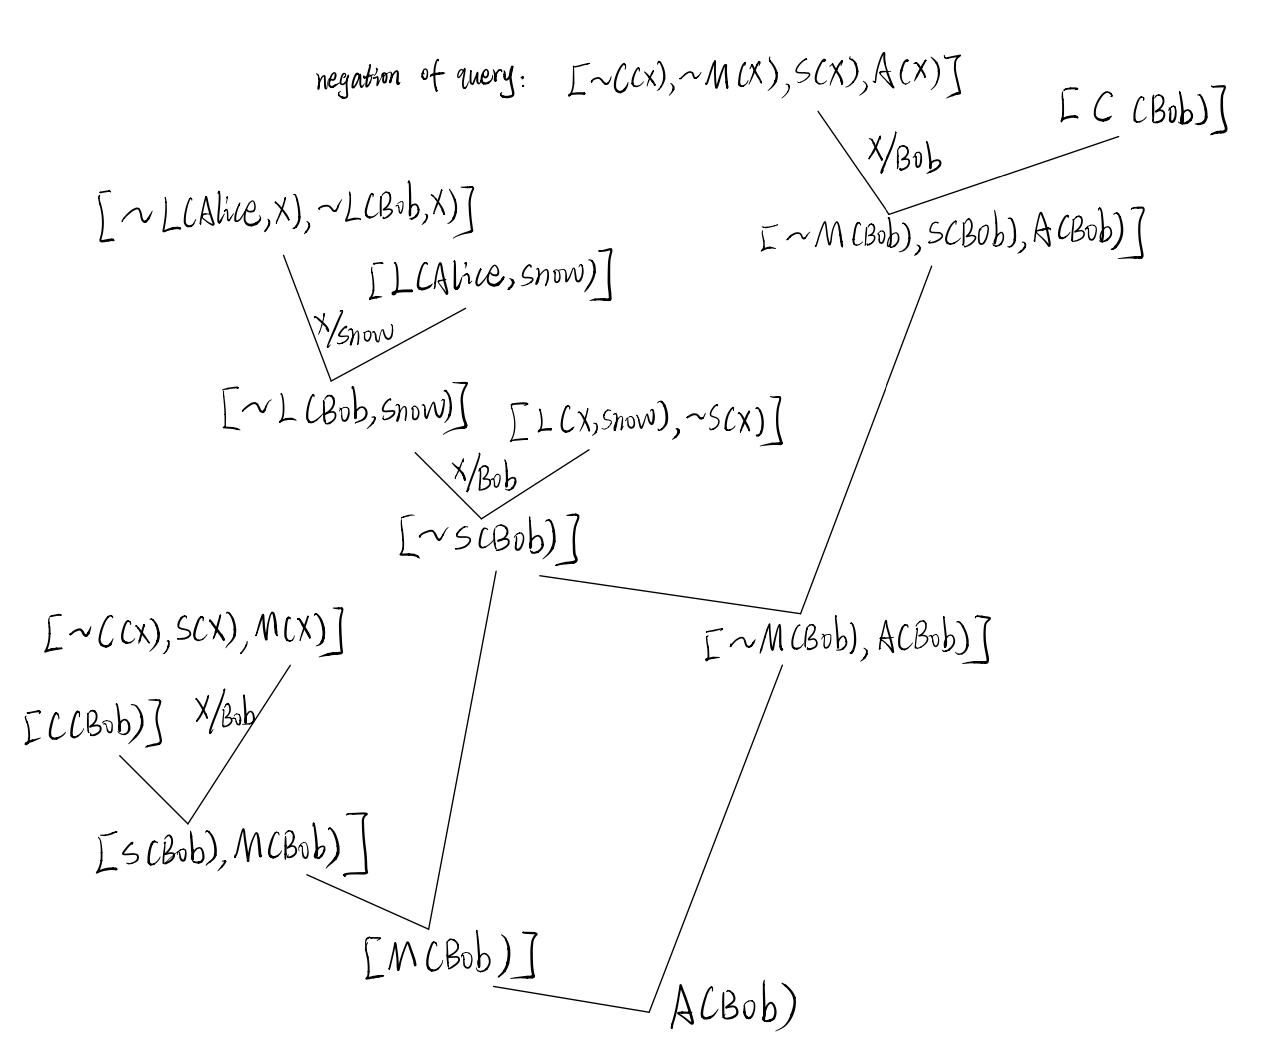 negation of query: [~C(x), ~M(x), S(x), A(x)]
[C (Bob)]
x/Bob
[~L(Alice,x), ~L(Bob,x)]
[~M(Bob), S(Bob), A(Bob)]
[L(Alice, snow)]
x/snow
[~L(Bob, snow)]
[L(x, snow), ~S(x)]
x/Bob
[~S(Bob)]
[~C(x), S(x), M(x)]
[~M(Bob), A(Bob)]
[C(Bob)]
x/Bob
[S(Bob), M(Bob)]
[M(Bob)]
A(Bob)